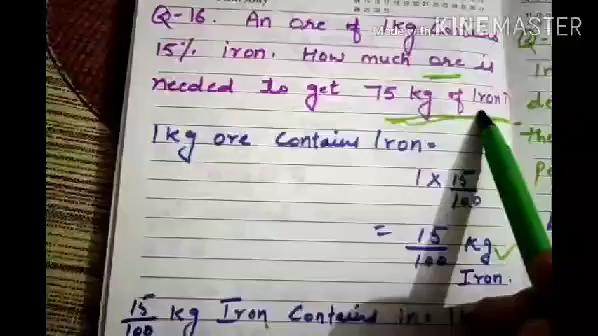 Q-16. An ore of 1kg
15% iron. How much ore is
needed to get 75 kg of Iron?
1kg ore contains Iron =
1 × 15/100
= 15/100 kg
Iron.
15/100 kg Iron Contains in =
KINEMASTER